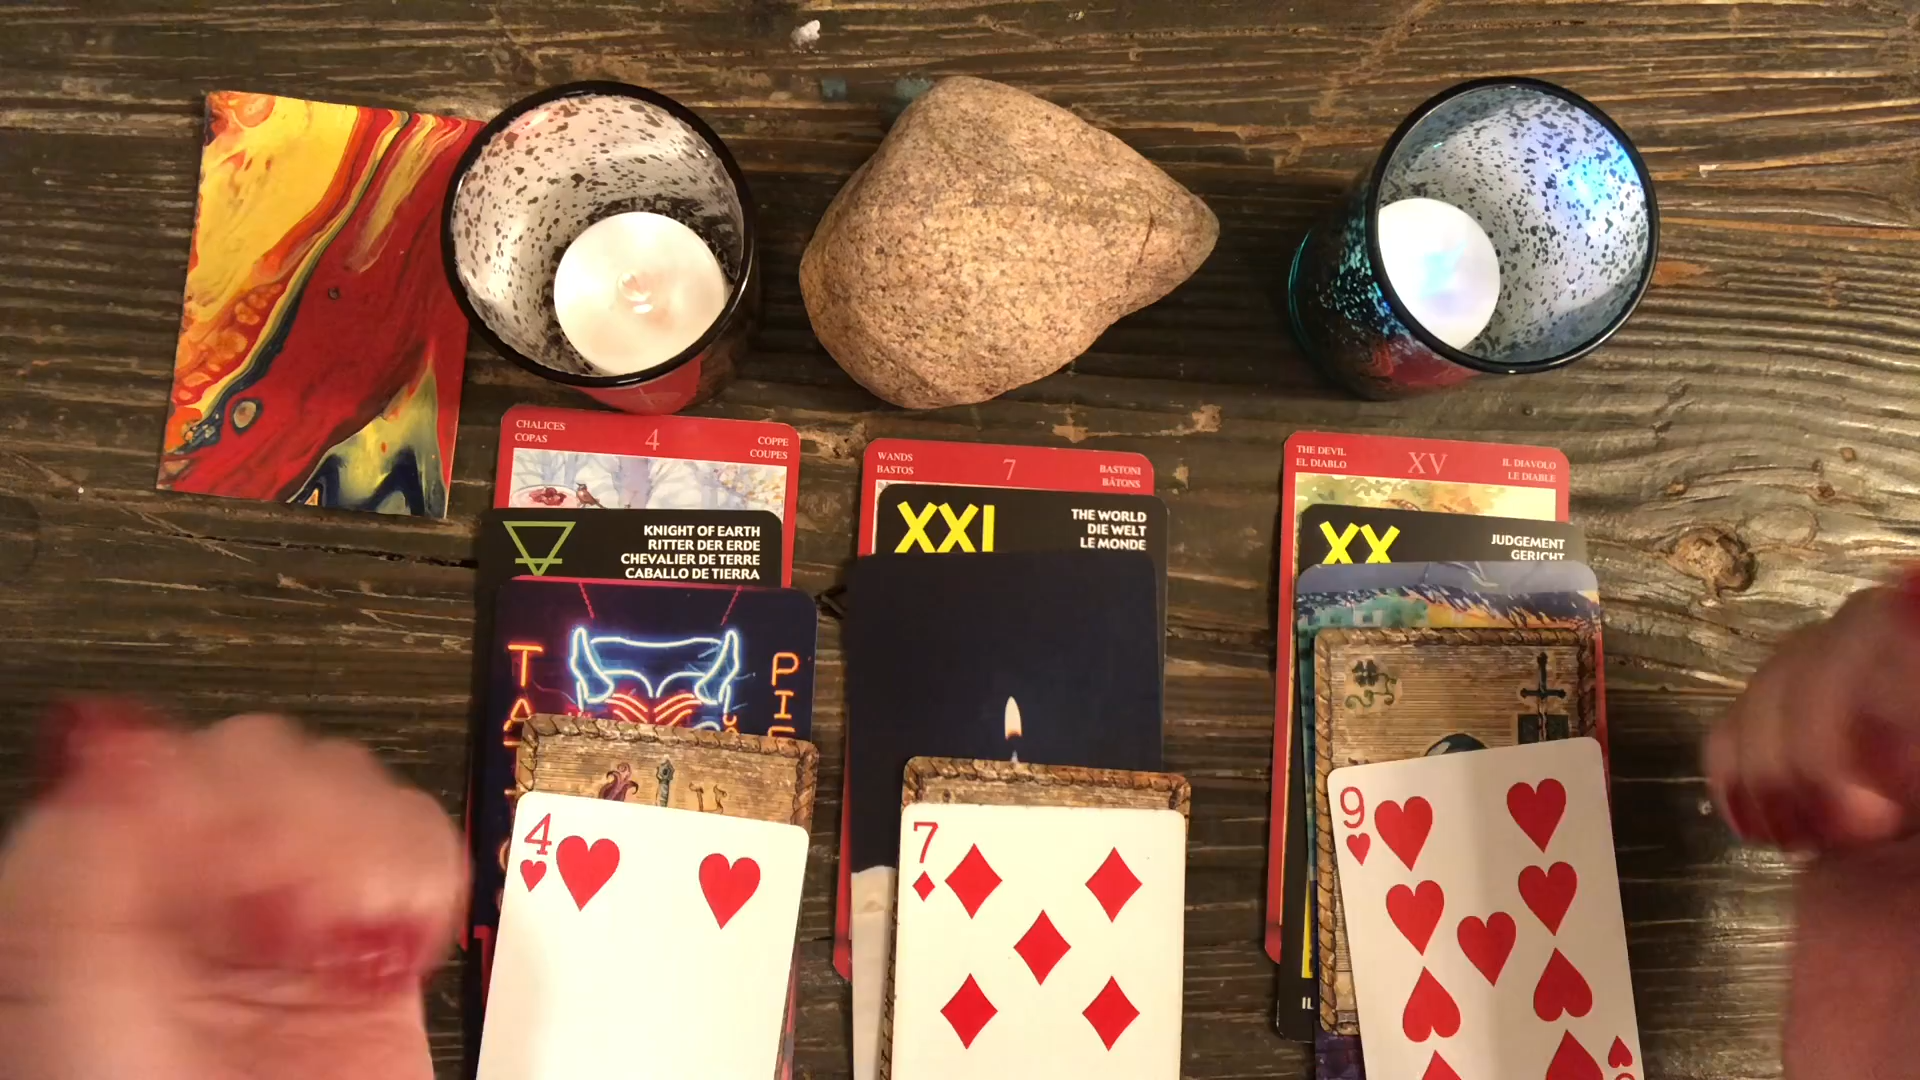 CHALICES
COPAS
4
COPPE
COUPES
WANDS
BASTOS
7
BASTONI
BÂTONS
THE DEVIL
EL DIABLO
XV
IL DIAVOLO
LE DIABLE
KNIGHT OF EARTH
RITTER DER ERDE
CHEVALIER DE TERRE
CABALLO DE TIERRA
XXI
THE WORLD
DIE WELT
LE MONDE
XX
JUDGEMENT
GERICHT
T
A
P
I
4
7
9
IL